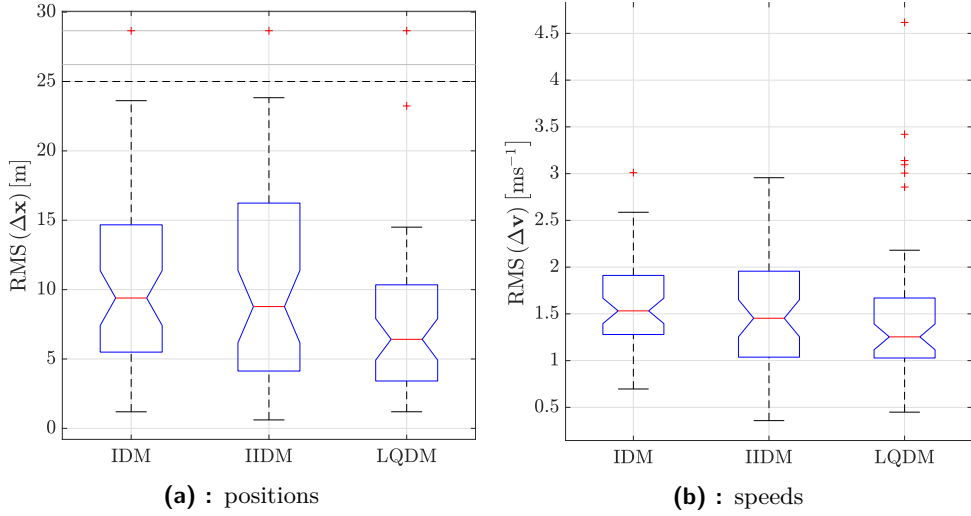 30
25
20
15
10
5
0
RMS (Δx) [m]
IDM IIDM LQDM
(a) : positions
4.5
4
3.5
3
2.5
2
1.5
1
0.5
RMS (Δv) [ms⁻¹]
IDM IIDM LQDM
(b) : speeds